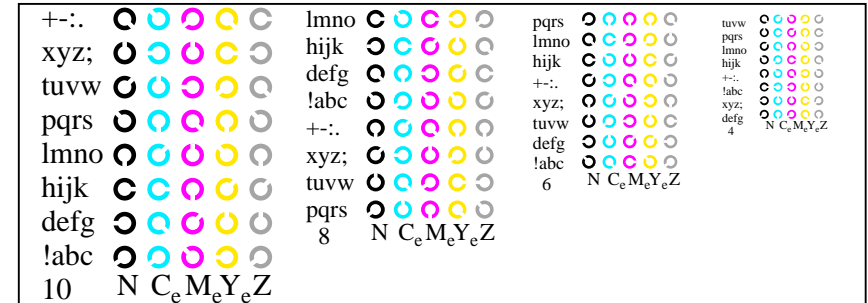 +-:.
xyz;
tuvw
pqrs
lmno
hijk
defg
!abc
10 N CₑMₑYₑZ
lmno
hijk
defg
!abc
+-:.
xyz;
tuvw
pqrs
8 N CₑMₑYₑZ
pqrs
lmno
hijk
+-:.
xyz;
tuvw
defg
!abc
6 N CₑMₑYₑZ
tuvw
pqrs
lmno
hijk
+-:.
!abc
xyz;
defg
4 N CₑMₑYₑZ